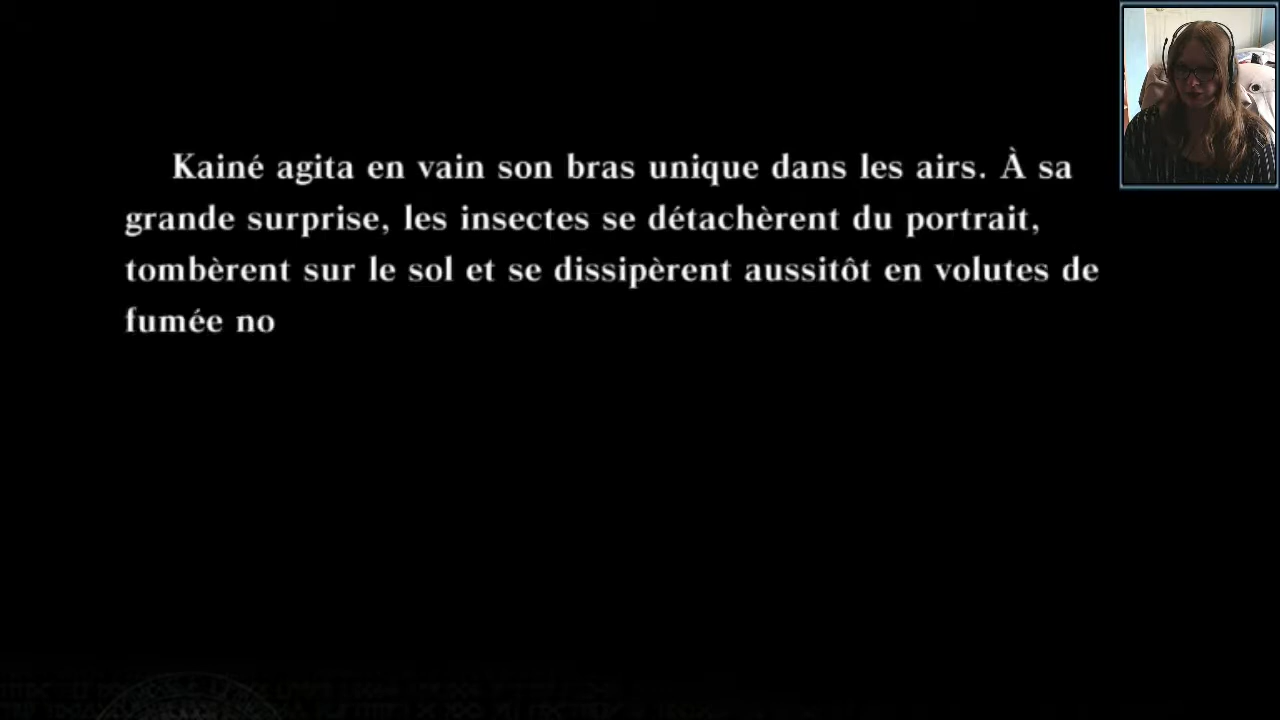 Kainé agita en vain son bras unique dans les airs. À sa
grande surprise, les insectes se détachèrent du portrait,
tombèrent sur le sol et se dissipèrent aussitôt en volutes de
fumée no